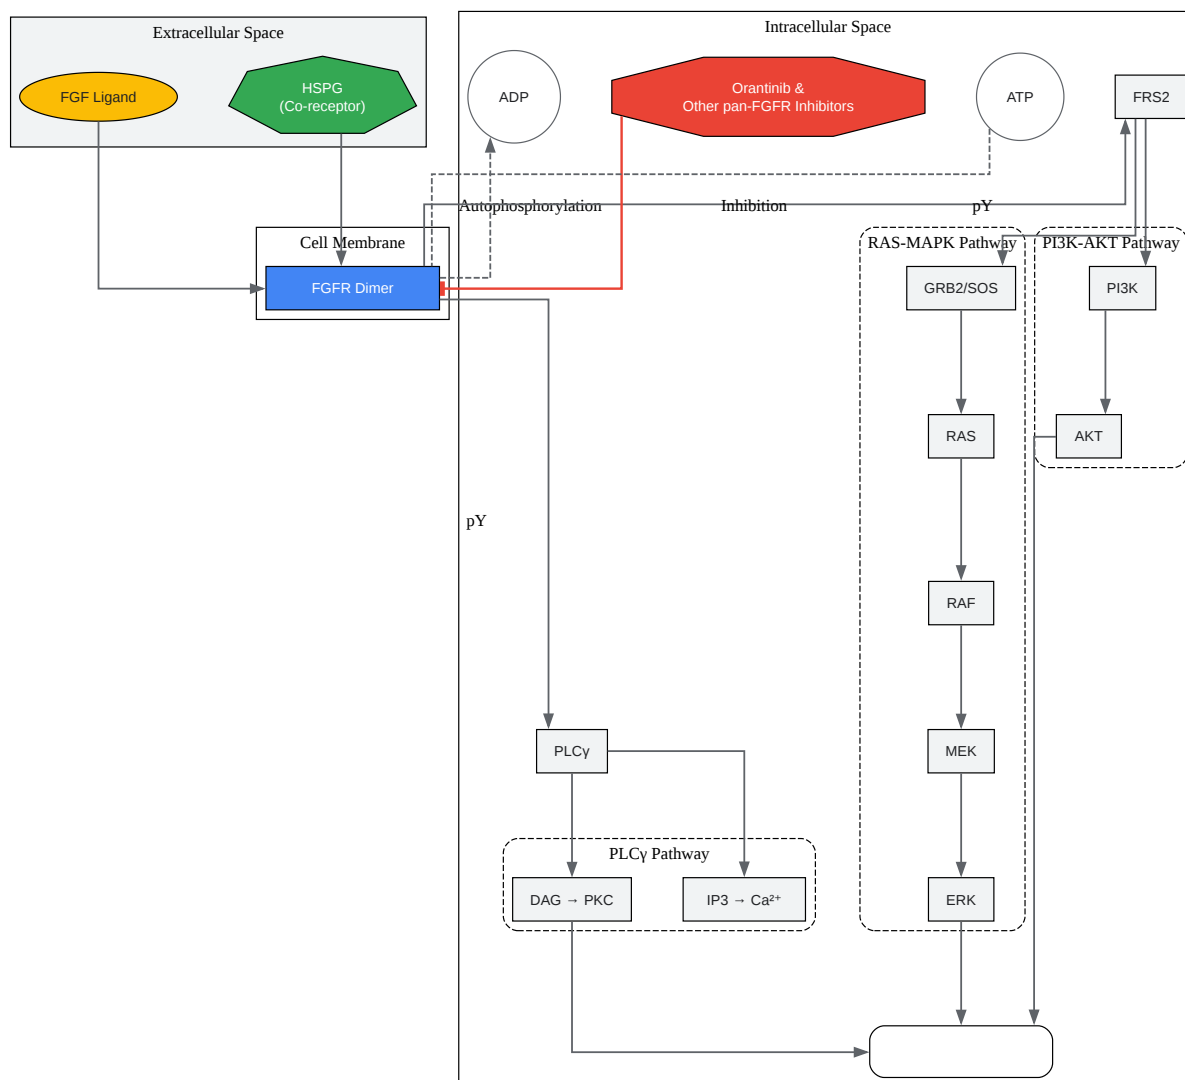 Extracellular Space
Intracellular Space
FGF Ligand
HSPG
(Co-receptor)
ADP
Orantinib &
Other pan-FGFR Inhibitors
ATP
FRS2
Autophosphorylation
Inhibition
pY
Cell Membrane
RAS-MAPK Pathway
PI3K-AKT Pathway
FGFR Dimer
GRB2/SOS
PI3K
RAS
AKT
pY
RAF
PLCγ
MEK
PLCγ Pathway
DAG → PKC
IP3 → Ca²⁺
ERK